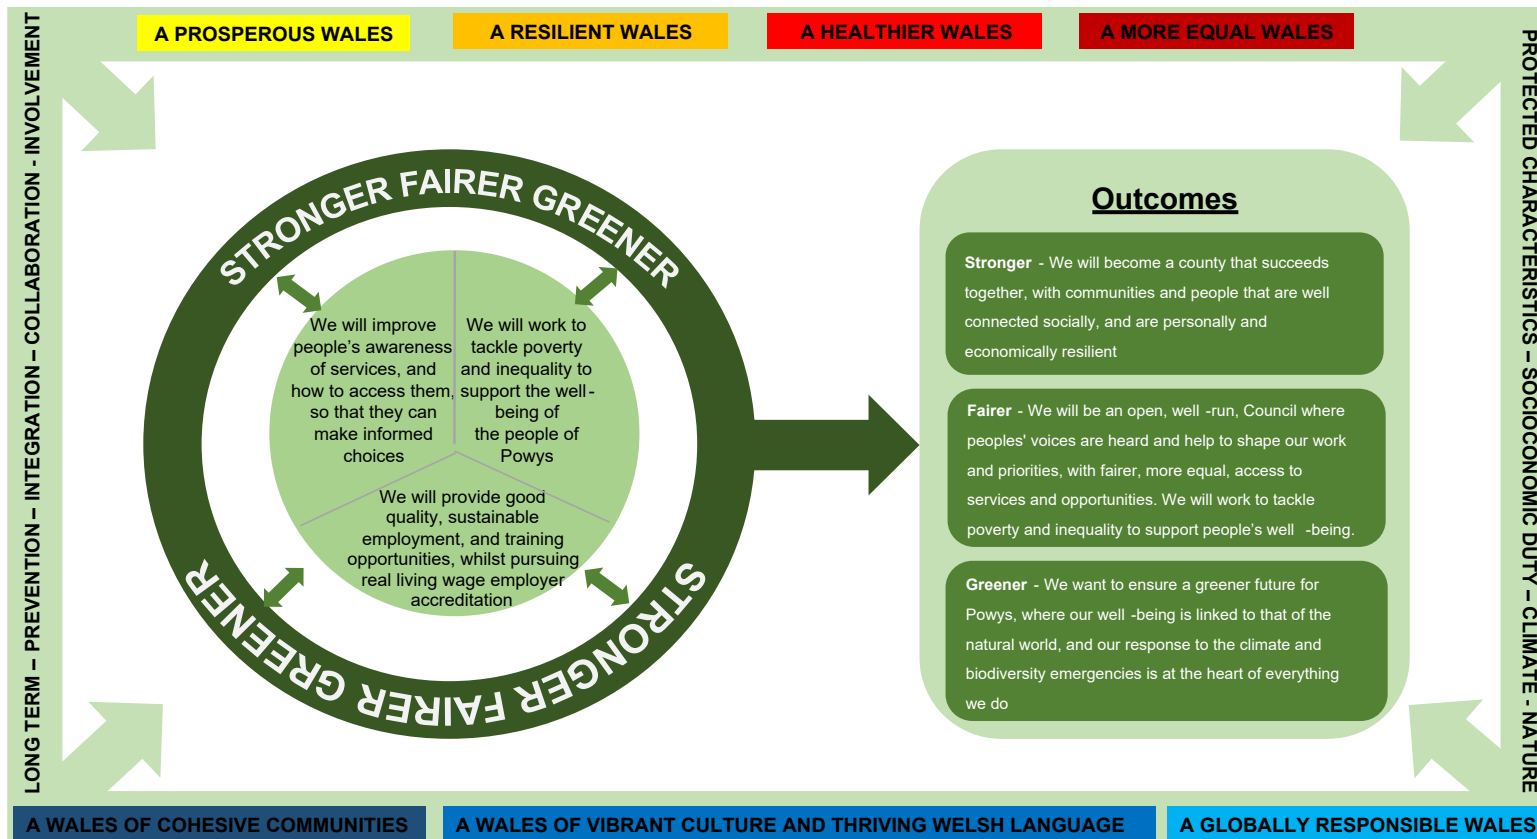 A PROSPEROUS WALES
A RESILIENT WALES
A HEALTHIER WALES
A MORE EQUAL WALES
LONG TERM – PREVENTION – INTEGRATION – COLLABORATION - INVOLVEMENT
PROTECTED CHARACTERISTICS – SOCIOECONOMIC DUTY – CLIMATE - NATURE
STRONGER FAIRER GREENER
We will improve
people's awareness
of services, and
how to access them,
so that they can
make informed
choices
We will work to
tackle poverty
and inequality to
support the well-
being of
the people of
Powys
We will provide good
quality, sustainable
employment, and training
opportunities, whilst pursuing
real living wage employer
accreditation
STRONGER FAIRER GREENER
Outcomes
Stronger - We will become a county that succeeds
together, with communities and people that are well
connected socially, and are personally and
economically resilient
Fairer - We will be an open, well -run, Council where
peoples' voices are heard and help to shape our work
and priorities, with fairer, more equal, access to
services and opportunities. We will work to tackle
poverty and inequality to support people's well -being.
Greener - We want to ensure a greener future for
Powys, where our well -being is linked to that of the
natural world, and our response to the climate and
biodiversity emergencies is at the heart of everything
we do
A WALES OF COHESIVE COMMUNITIES
A WALES OF VIBRANT CULTURE AND THRIVING WELSH LANGUAGE
A GLOBALLY RESPONSIBLE WALES